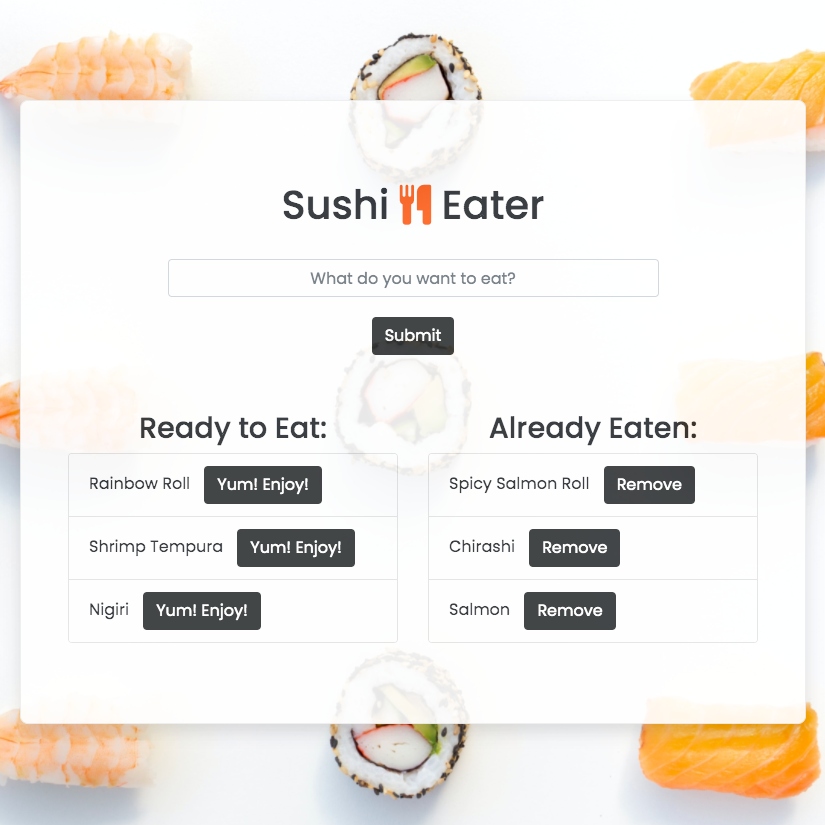 Sushi Eater
What do you want to eat?
Submit
Ready to Eat:
Rainbow Roll Yum! Enjoy!
Shrimp Tempura Yum! Enjoy!
Nigiri Yum! Enjoy!
Already Eaten:
Spicy Salmon Roll Remove
Chirashi Remove
Salmon Remove